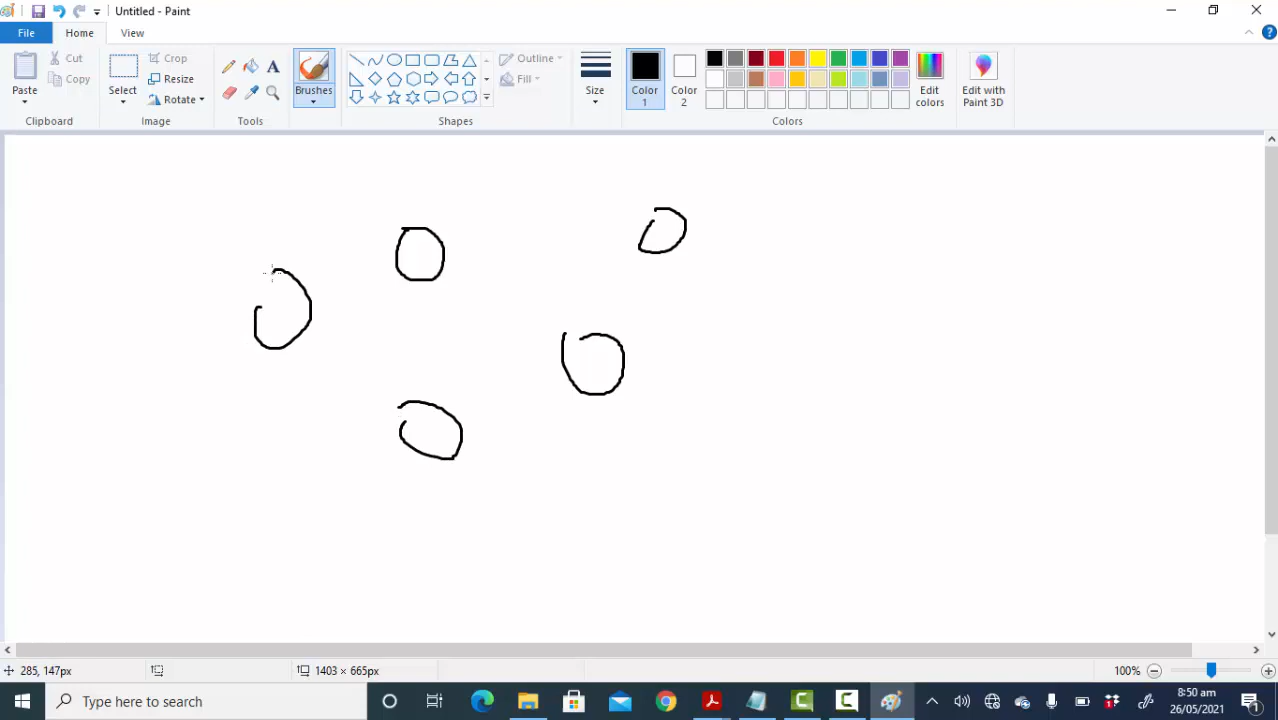 Untitled - Paint
File Home View
Paste
Cut
Copy
Clipboard
Select
Crop
Resize
Rotate
Image
A
Tools
Brushes
Shapes
Outline
Fill
Size
Color 1
Color 2
Colors
Edit colors
Edit with Paint 3D
285, 147px
1403 × 665px
100%
Type here to search
8:50 am
26/05/2021